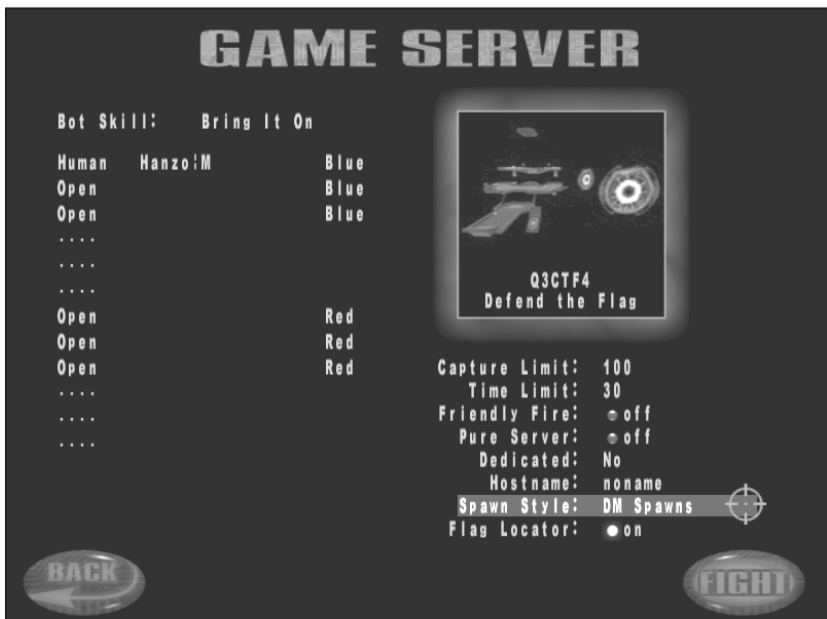 GAME SERVER
Bot Skill: Bring It On
Human Hanzo¦M Blue
Open Blue
Open Blue
....
....
....
Open Red
Open Red
Open Red
....
....
....
Q3CTF4
Defend the Flag
Capture Limit: 100
Time Limit: 30
Friendly Fire: off
Pure Server: off
Dedicated: No
Hostname: noname
Spawn Style: DM Spawns
Flag Locator: on
BACK
FIGHT